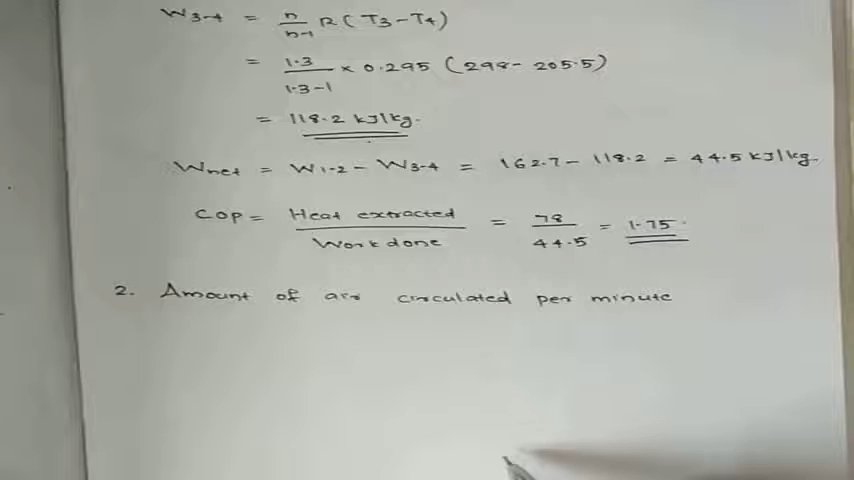 W3-4 = n/n-1 R (T3-T4)
= 1.3/1.3-1 × 0.295 (298- 205.5)
= 118.2 kJ/kg.
Wnet = W1-2 - W3-4 = 162.7 - 118.2 = 44.5 kJ/kg.
COP = Heat extracted/Work done = 78/44.5 = 1.75.
2. Amount of air circulated per minute